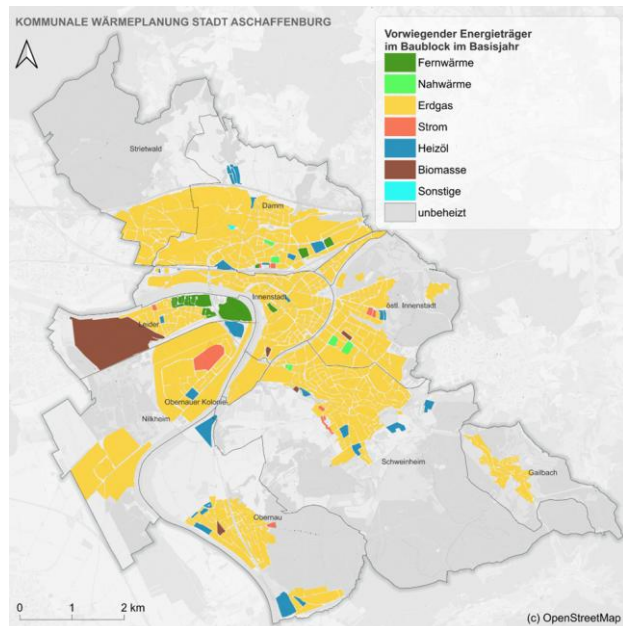 KOMMUNALE WÄRMEPLANUNG STADT ASCHAFFENBURG
Vorwiegender Energieträger
im Baublock im Basisjahr
Fernwärme
Nahwärme
Erdgas
Strom
Heizöl
Biomasse
Sonstige
unbeheizt
Strietwald
Damm
Innenstadt
östl. Innenstadt
Leider
Obernauer Kolonie
Nilkheim
Schweinheim
Gailbach
Obernau
0 1 2 km
(c) OpenStreetMap